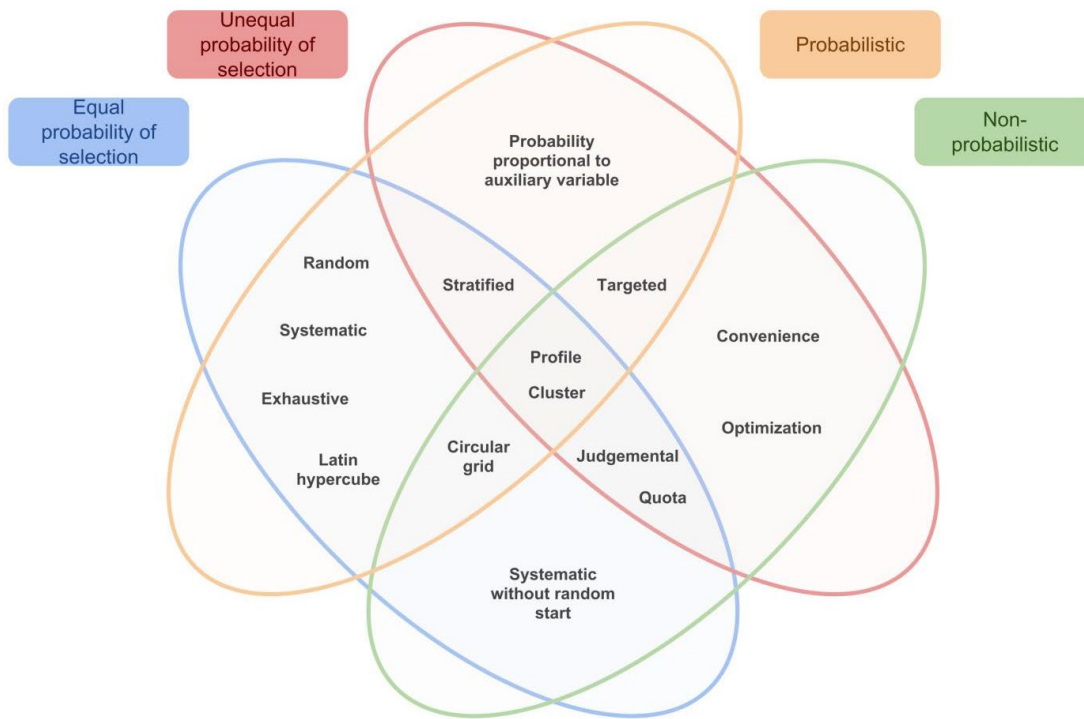 Unequal
probability of
selection
Probabilistic
Equal
probability of
selection
Non-
probabilistic
Probability
proportional to
auxiliary variable
Random
Stratified
Targeted
Systematic
Convenience
Profile
Exhaustive
Cluster
Optimization
Latin
hypercube
Circular
grid
Judgemental
Quota
Systematic
without random
start